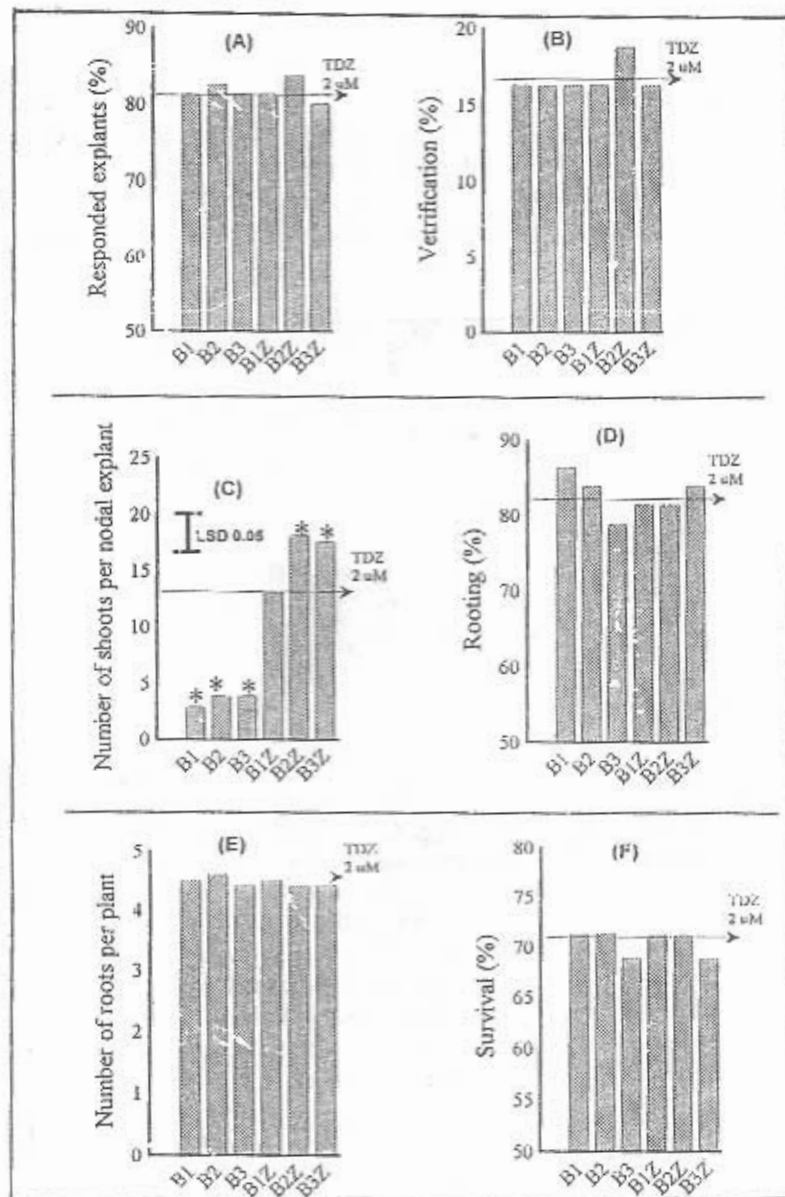 (A)
Responded explants (%)
90
80
70
60
50
TDZ
2 uM
B1
B2
B3
B1Z
B2Z
B3Z
(B)
Vetrification (%)
20
15
10
5
0
TDZ
2 uM
B1
B2
B3
B1Z
B2Z
B3Z
(C)
Number of shoots per nodal explant
25
20
15
10
5
0
LSD 0.05
TDZ
2 uM
*
*
*
*
*
B1
B2
B3
B1Z
B2Z
B3Z
(D)
Rooting (%)
90
80
70
60
50
TDZ
2 uM
B1
B2
B3
B1Z
B2Z
B3Z
(E)
Number of roots per plant
5
4
3
2
1
0
TDZ
2 uM
B1
B2
B3
B1Z
B2Z
B3Z
(F)
Survival (%)
80
75
70
65
60
55
50
TDZ
2 uM
B1
B2
B3
B1Z
B2Z
B3Z